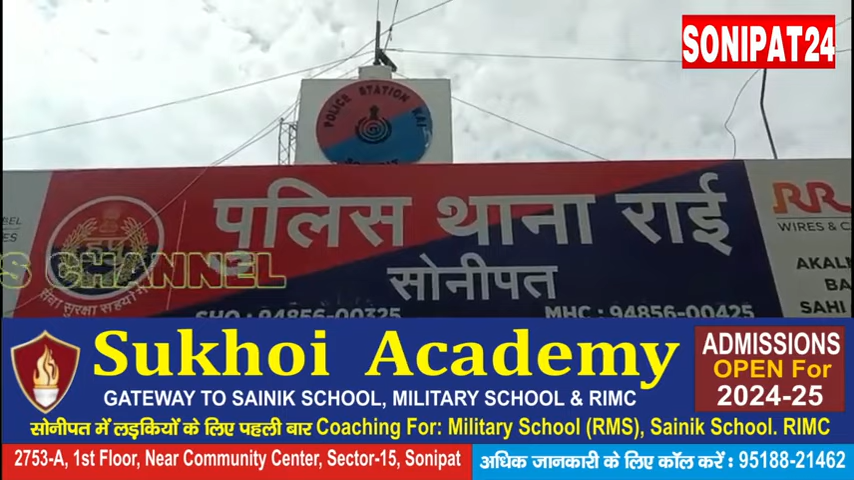 SONIPAT24
POLICE STATION RAI
पुलिस थाना राई
सोनीपत
सेवा सुरक्षा सहयोग
S CHANNEL
SHO : 94856-00325 MHC : 94856-00425
RR
WIRES & C
AKAL
BA
SAHI
Sukhoi Academy
GATEWAY TO SAINIK SCHOOL, MILITARY SCHOOL & RIMC
ADMISSIONS
OPEN For
2024-25
सोनीपत में लड़कियों के लिए पहली बार Coaching For: Military School (RMS), Sainik School. RIMC
2753-A, 1st Floor, Near Community Center, Sector-15, Sonipat
अधिक जानकारी के लिए कॉल करें : 95188-21462